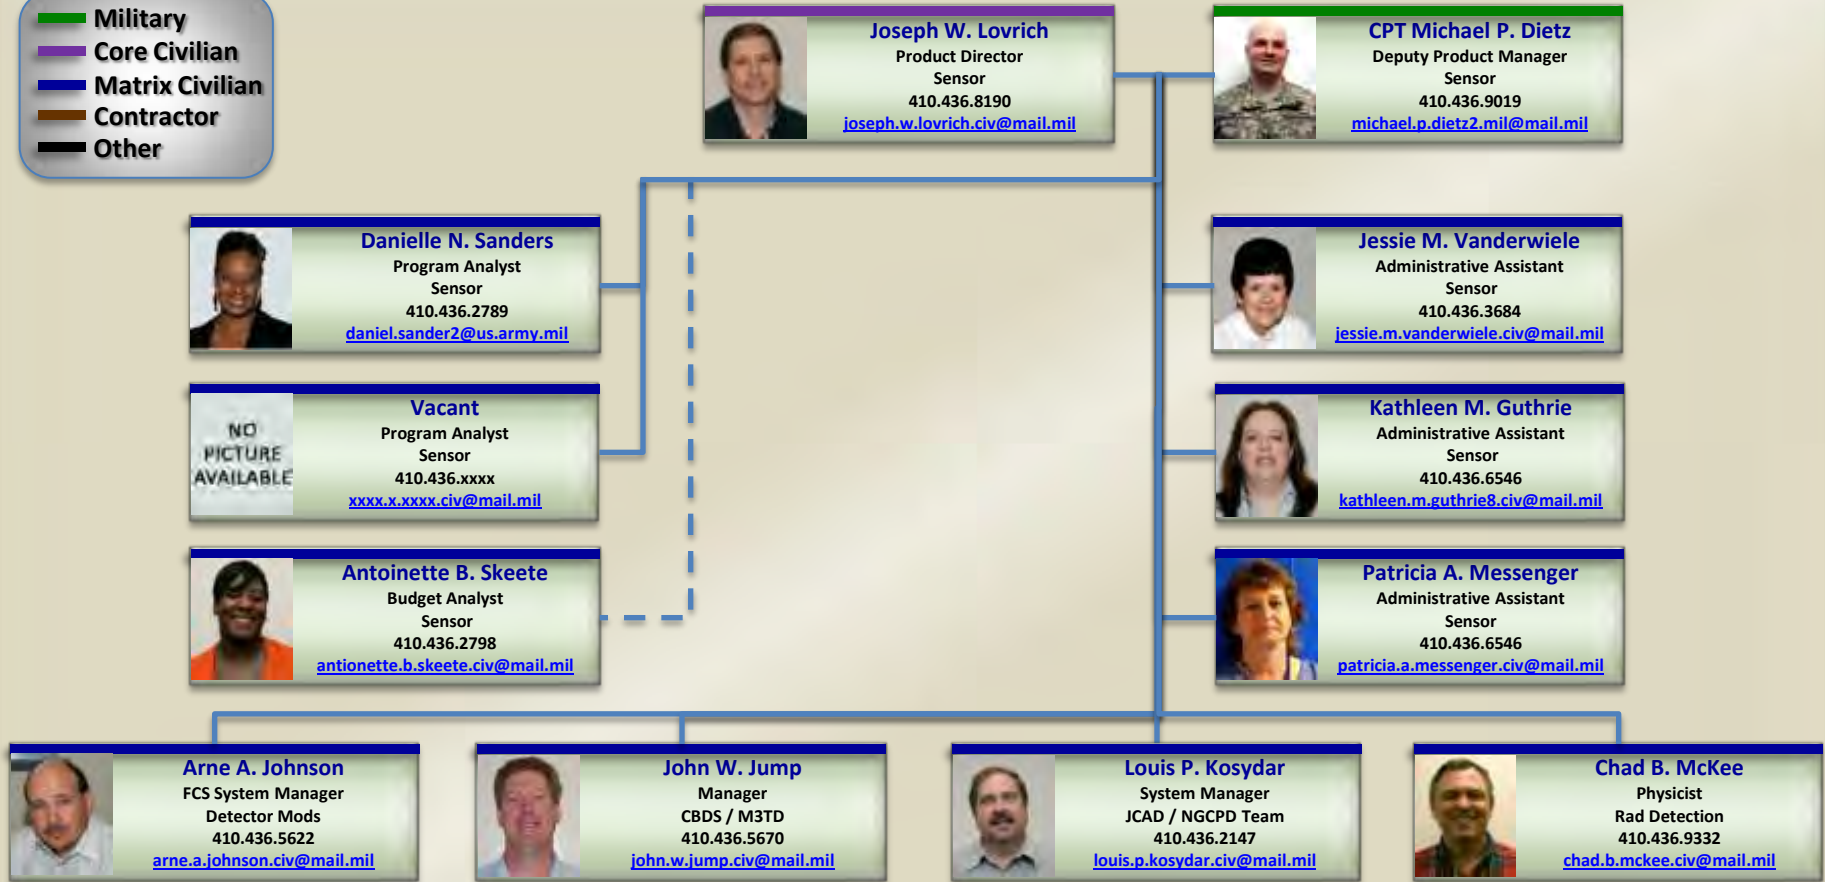 Military
Core Civilian
Matrix Civilian
Contractor
Other
Joseph W. Lovrich
Product Director
Sensor
410.436.8190
joseph.w.lovrich.civ@mail.mil
CPT Michael P. Dietz
Deputy Product Manager
Sensor
410.436.9019
michael.p.dietz2.mil@mail.mil
Danielle N. Sanders
Program Analyst
Sensor
410.436.2789
daniel.sander2@us.army.mil
Jessie M. Vanderwiele
Administrative Assistant
Sensor
410.436.3684
jessie.m.vanderwiele.civ@mail.mil
NO
PICTURE
AVAILABLE
Vacant
Program Analyst
Sensor
410.436.xxxx
xxxx.x.xxxx.civ@mail.mil
Kathleen M. Guthrie
Administrative Assistant
Sensor
410.436.6546
kathleen.m.guthrie8.civ@mail.mil
Antoinette B. Skeete
Budget Analyst
Sensor
410.436.2798
antionette.b.skeete.civ@mail.mil
Patricia A. Messenger
Administrative Assistant
Sensor
410.436.6546
patricia.a.messenger.civ@mail.mil
Arne A. Johnson
FCS System Manager
Detector Mods
410.436.5622
arne.a.johnson.civ@mail.mil
John W. Jump
Manager
CBDS / M3TD
410.436.5670
john.w.jump.civ@mail.mil
Louis P. Kosydar
System Manager
JCAD / NGCPD Team
410.436.2147
louis.p.kosydar.civ@mail.mil
Chad B. McKee
Physicist
Rad Detection
410.436.9332
chad.b.mckee.civ@mail.mil